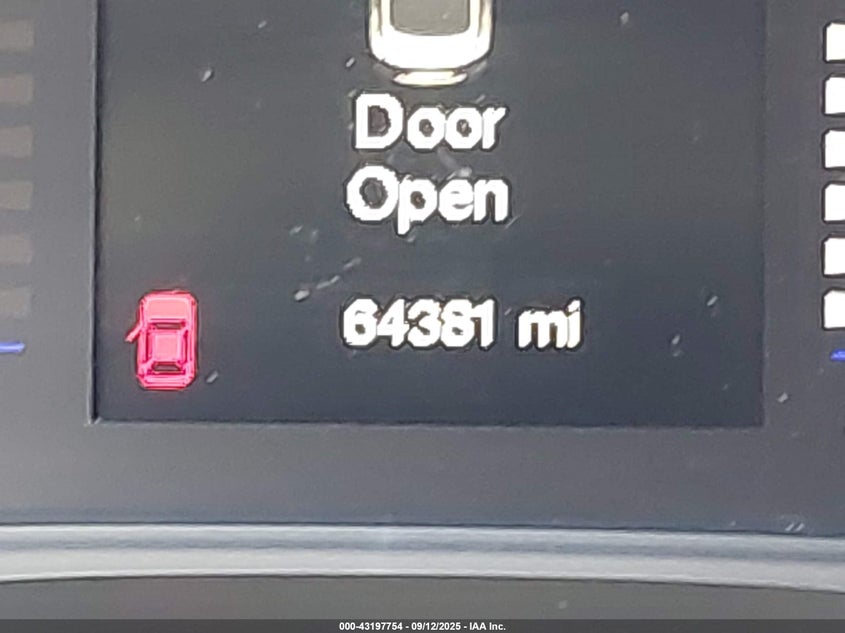 Door
Open
64381 mi
000-43197754 - 09/12/2025 - IAA Inc.